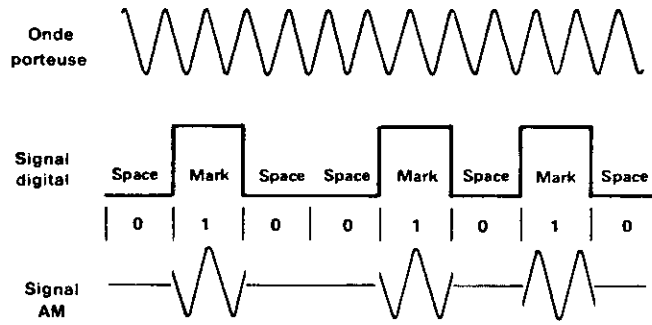 Onde
porteuse
Signal
digital
Space Mark Space Space Mark Space Mark Space
0 1 0 0 1 0 1 0
Signal
AM